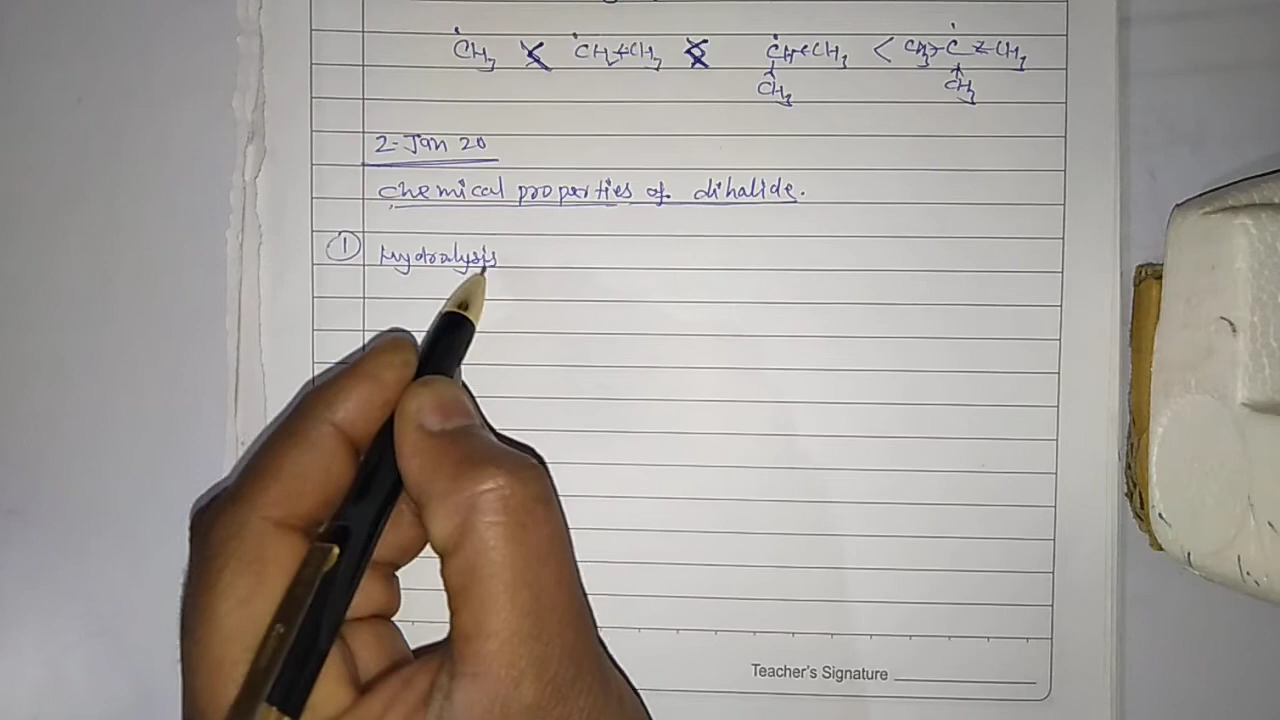 ĊH3 ĊH2←CH3 ĊH←CH3 < CH3→Ċ←CH3
CH3 CH3
2-Jan 20
chemical properties of dihalide.
1 Hydralysis
Teacher's Signature